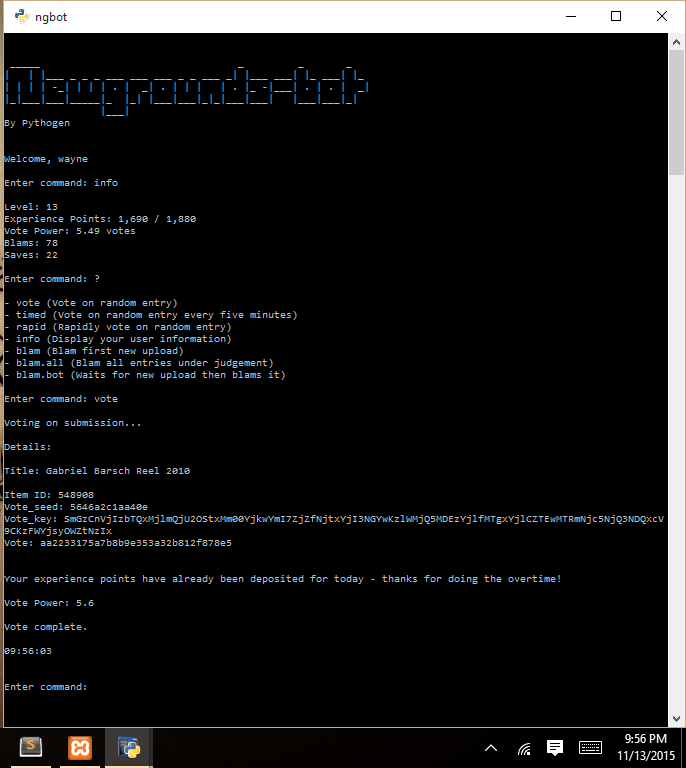 ngbot
Newgrounds-bot
By Pythogen
Welcome, wayne
Enter command: info
Level: 13
Experience Points: 1,690 / 1,880
Vote Power: 5.49 votes
Blams: 78
Saves: 22
Enter command: ?
- vote (Vote on random entry)
- timed (Vote on random entry every five minutes)
- rapid (Rapidly vote on random entry)
- info (Display your user information)
- blam (Blam first new upload)
- blam.all (Blam all entries under judgement)
- blam.bot (Waits for new upload then blams it)
Enter command: vote
Voting on submission...
Details:
Title: Gabriel Barsch Reel 2010
Item ID: 548908
Vote_seed: 5646a2c1aa40e
Vote_key: SmGzCnVjIzbTQxMjlmQjU2OStxMm00YjkwYmI7ZjZfNjtxYjI3NGYwKzlWMjQ5MDEzYjlfMTgxYjlCZTEwMTRmNjc5NjQ3NDQxcV
9CKzFWYjsyOWZtNzIx
Vote: aa2233175a7b8b9e353a32b812f878e5
Your experience points have already been deposited for today - thanks for doing the overtime!
Vote Power: 5.6
Vote complete.
09:56:03
Enter command:
9:56 PM
11/13/2015